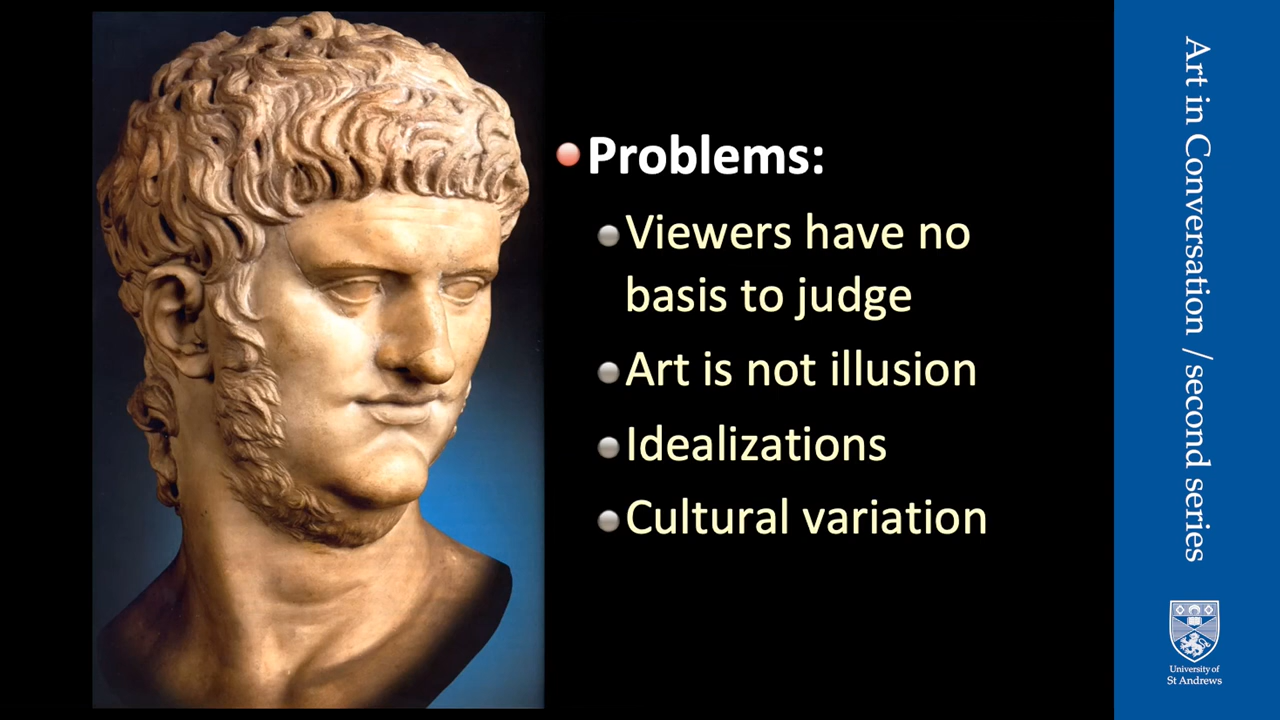 Problems:
Viewers have no
basis to judge
Art is not illusion
Idealizations
Cultural variation
Art in Conversation / second series
University of
St Andrews